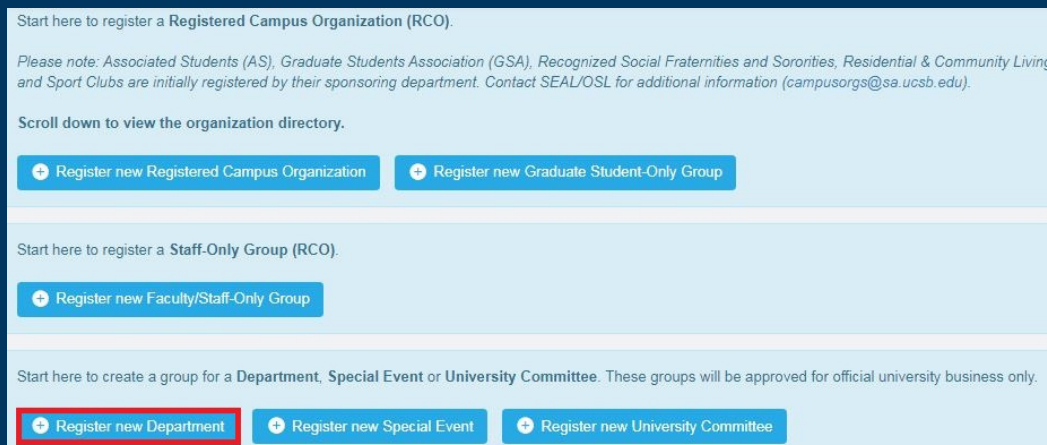 Start here to register a Registered Campus Organization (RCO).
Please note: Associated Students (AS), Graduate Students Association (GSA), Recognized Social Fraternities and Sororities, Residential & Community Living
and Sport Clubs are initially registered by their sponsoring department. Contact SEAL/OSL for additional information (campusorgs@sa.ucsb.edu).
Scroll down to view the organization directory.
Register new Registered Campus Organization
Register new Graduate Student-Only Group
Start here to register a Staff-Only Group (RCO).
Register new Faculty/Staff-Only Group
Start here to create a group for a Department, Special Event or University Committee. These groups will be approved for official university business only.
Register new Department
Register new Special Event
Register new University Committee